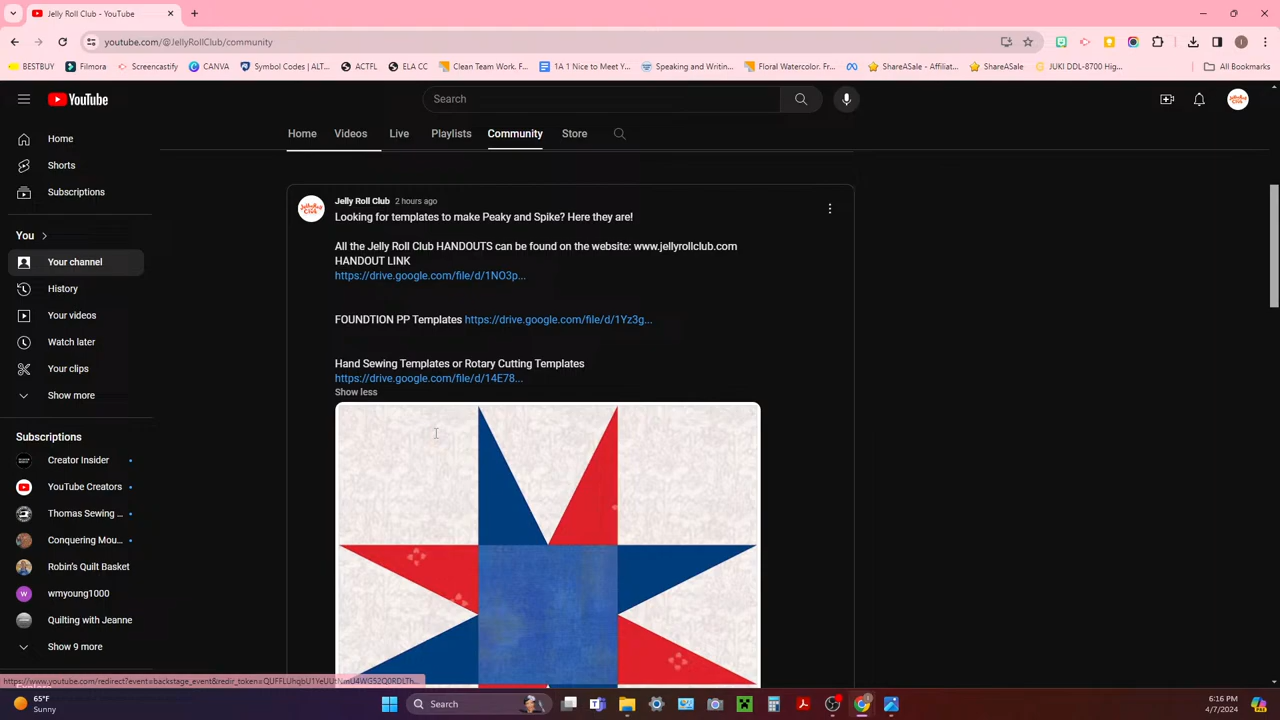 Jelly Roll Club - YouTube
youtube.com/@JellyRollClub/community
BESTBUY
Filmora
Screencastify
CANVA
Symbol Codes | ALT...
ACTFL
ELA CC
Clean Team Work. F...
1A 1 Nice to Meet Y...
Speaking and Writin...
Floral Watercolor. Fr...
ShareASale - Affiliat...
ShareASale
JUKI DDL-8700 Hig...
All Bookmarks
YouTube
Search
Home
Videos
Live
Playlists
Community
Store
Home
Shorts
Subscriptions
You
Your channel
History
Your videos
Watch later
Your clips
Show more
Subscriptions
Creator Insider
YouTube Creators
Thomas Sewing ...
Conquering Mou...
Robin's Quilt Basket
wmyoung1000
Quilting with Jeanne
Show 9 more
Jelly Roll Club 2 hours ago
Looking for templates to make Peaky and Spike? Here they are!
All the Jelly Roll Club HANDOUTS can be found on the website: www.jellyrollclub.com
HANDOUT LINK
https://drive.google.com/file/d/1NO3p...
FOUNDTION PP Templates https://drive.google.com/file/d/1Yz3g...
Hand Sewing Templates or Rotary Cutting Templates
https://drive.google.com/file/d/14E78...
Show less
65°F
Sunny
Search
6:16 PM
4/7/2024